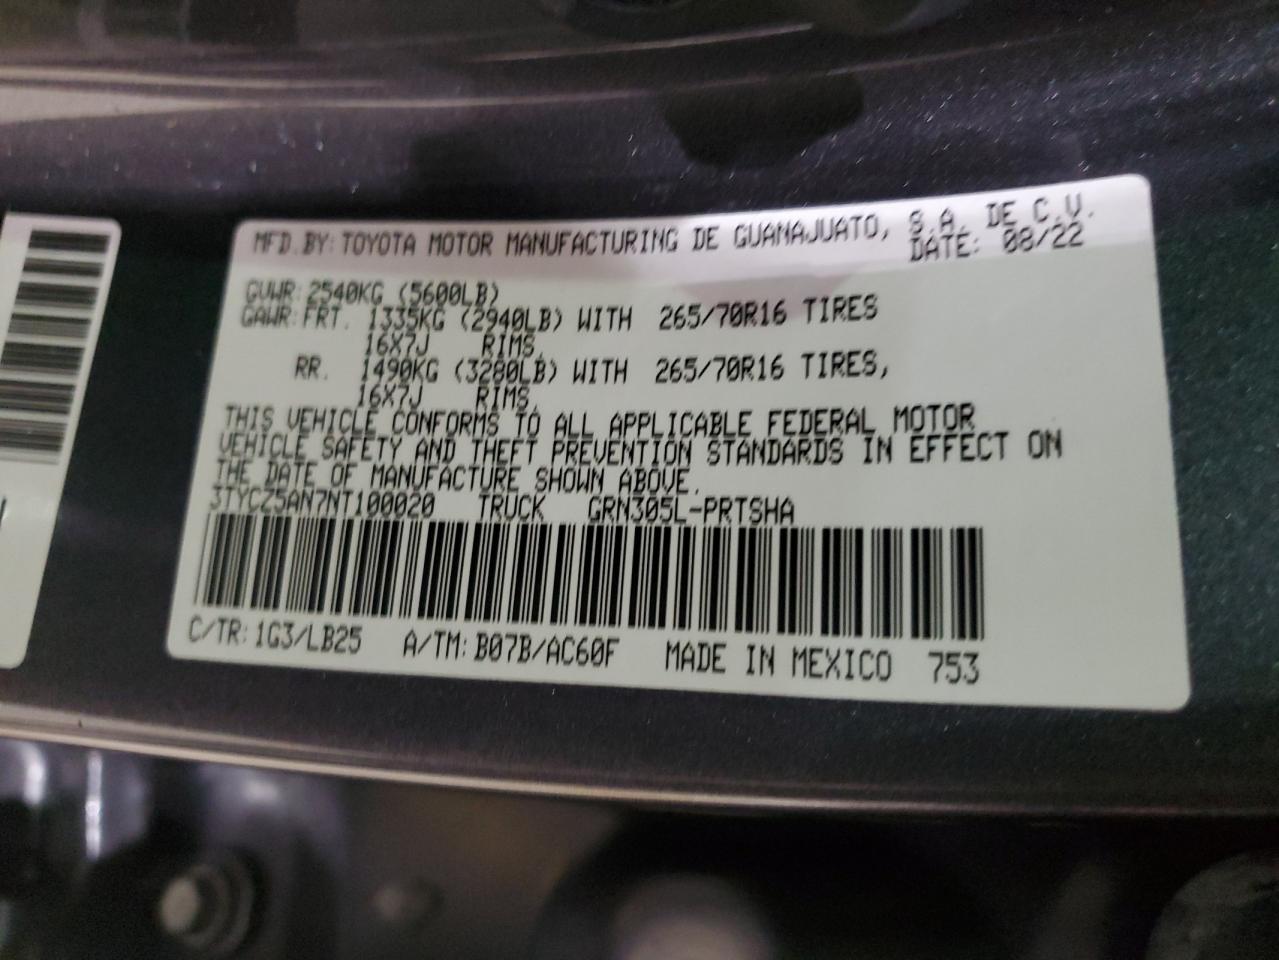 MFD.BY: TOYOTA MOTOR MANUFACTURING DE GUANAJUATO, S.A. DE C.V.
DATE: 08/22
GVWR: 2540KG (5600LB)
GAWR: FRT. 1335KG (2940LB) WITH 265/70R16 TIRES
16X7J RIMS,
RR. 1490KG (3280LB) WITH 265/70R16 TIRES,
16X7J RIMS,
THIS VEHICLE CONFORMS TO ALL APPLICABLE FEDERAL MOTOR
VEHICLE SAFETY AND THEFT PREVENTION STANDARDS IN EFFECT ON
THE DATE OF MANUFACTURE SHOWN ABOVE.
3TYCZ5AN7NT100020 TRUCK GRN305L-PRTSHA
C/TR: 1G3/LB25 A/TM: B07B/AC60F MADE IN MEXICO 753